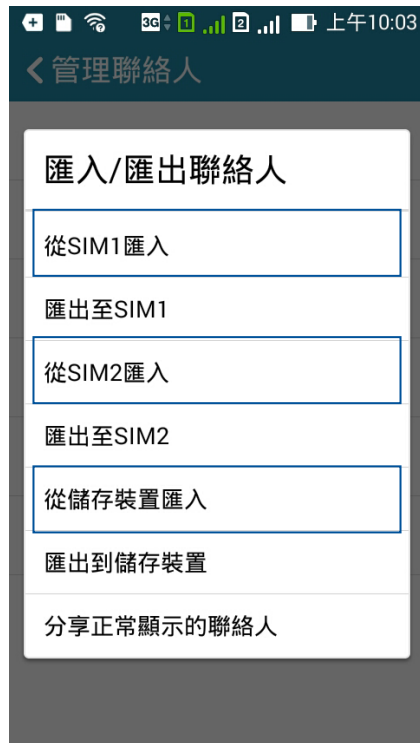 3G 1 2 上午10:03
管理聯絡人
匯入/匯出聯絡人
從SIM1匯入
匯出至SIM1
從SIM2匯入
匯出至SIM2
從儲存裝置匯入
匯出到儲存裝置
分享正常顯示的聯絡人